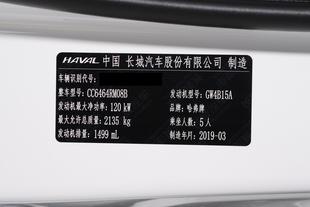 HAVAL 中国 长城汽车股份有限公司 制造
车辆识别代号:
整车型号: CC6464RM08B 发动机型号: GW4B15A
发动机最大净功率: 120 kW 品牌: 哈弗牌
最大允许总质量: 2135 kg 乘坐人数: 5 人
发动机排量: 1499 mL 制造年月: 2019-03